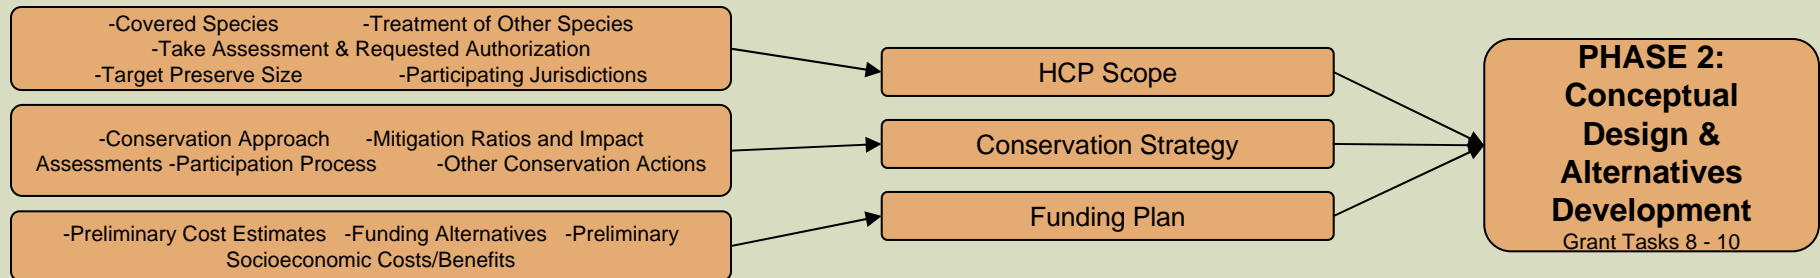 -Covered Species -Treatment of Other Species
-Take Assessment & Requested Authorization
-Target Preserve Size -Participating Jurisdictions
-Conservation Approach -Mitigation Ratios and Impact
Assessments -Participation Process -Other Conservation Actions
-Preliminary Cost Estimates -Funding Alternatives -Preliminary
Socioeconomic Costs/Benefits
HCP Scope
Conservation Strategy
Funding Plan
PHASE 2:
Conceptual
Design &
Alternatives
Development
Grant Tasks 8 - 10